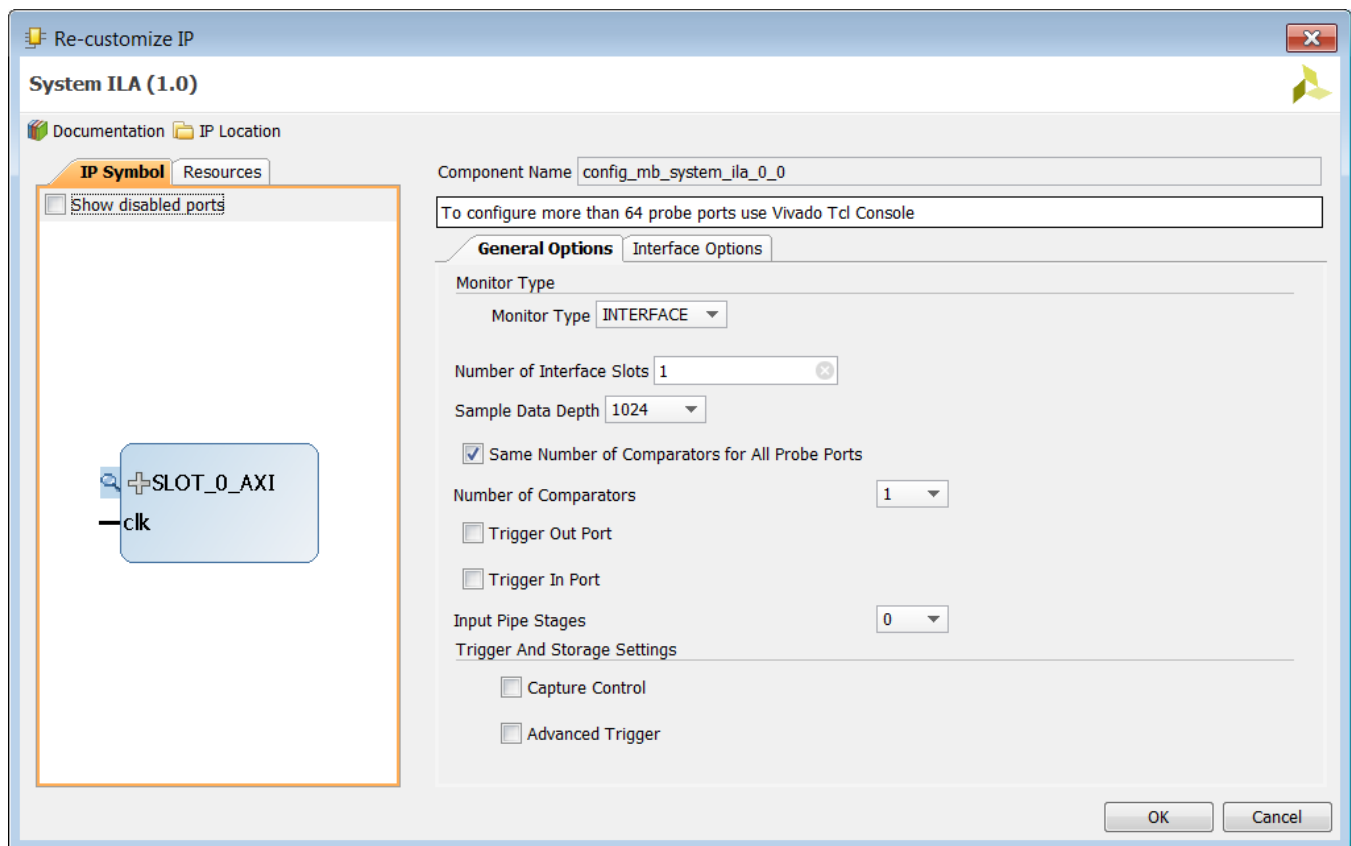 Re-customize IP
System ILA (1.0)
Documentation IP Location
IP Symbol Resources
Show disabled ports
SLOT_0_AXI
clk
Component Name config_mb_system_ila_0_0
To configure more than 64 probe ports use Vivado Tcl Console
General Options Interface Options
Monitor Type
Monitor Type INTERFACE
Number of Interface Slots 1
Sample Data Depth 1024
Same Number of Comparators for All Probe Ports
Number of Comparators 1
Trigger Out Port
Trigger In Port
Input Pipe Stages 0
Trigger And Storage Settings
Capture Control
Advanced Trigger
OK Cancel